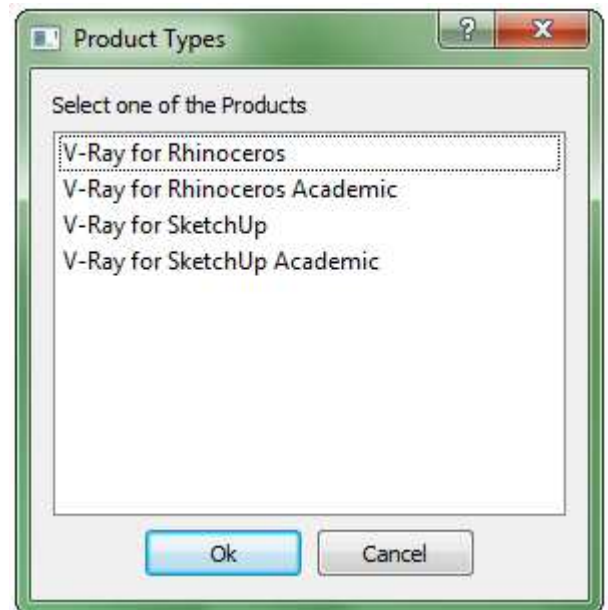 Product Types
?
X
Select one of the Products
V-Ray for Rhinoceros
V-Ray for Rhinoceros Academic
V-Ray for SketchUp
V-Ray for SketchUp Academic
Ok
Cancel